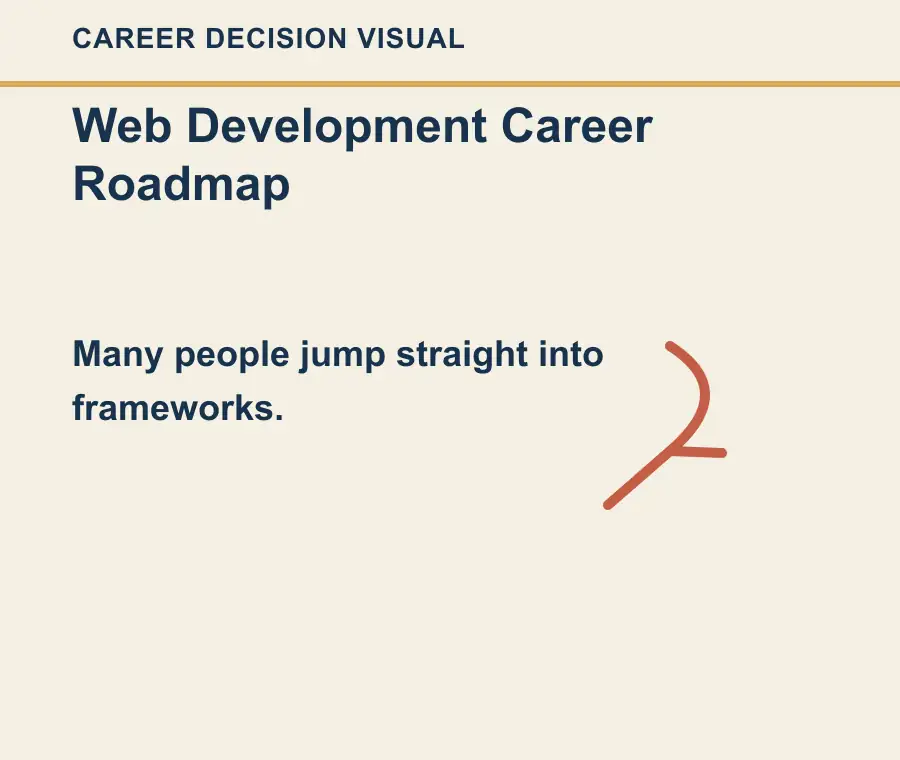 CAREER DECISION VISUAL
Web Development Career
Roadmap
Many people jump straight into
frameworks.